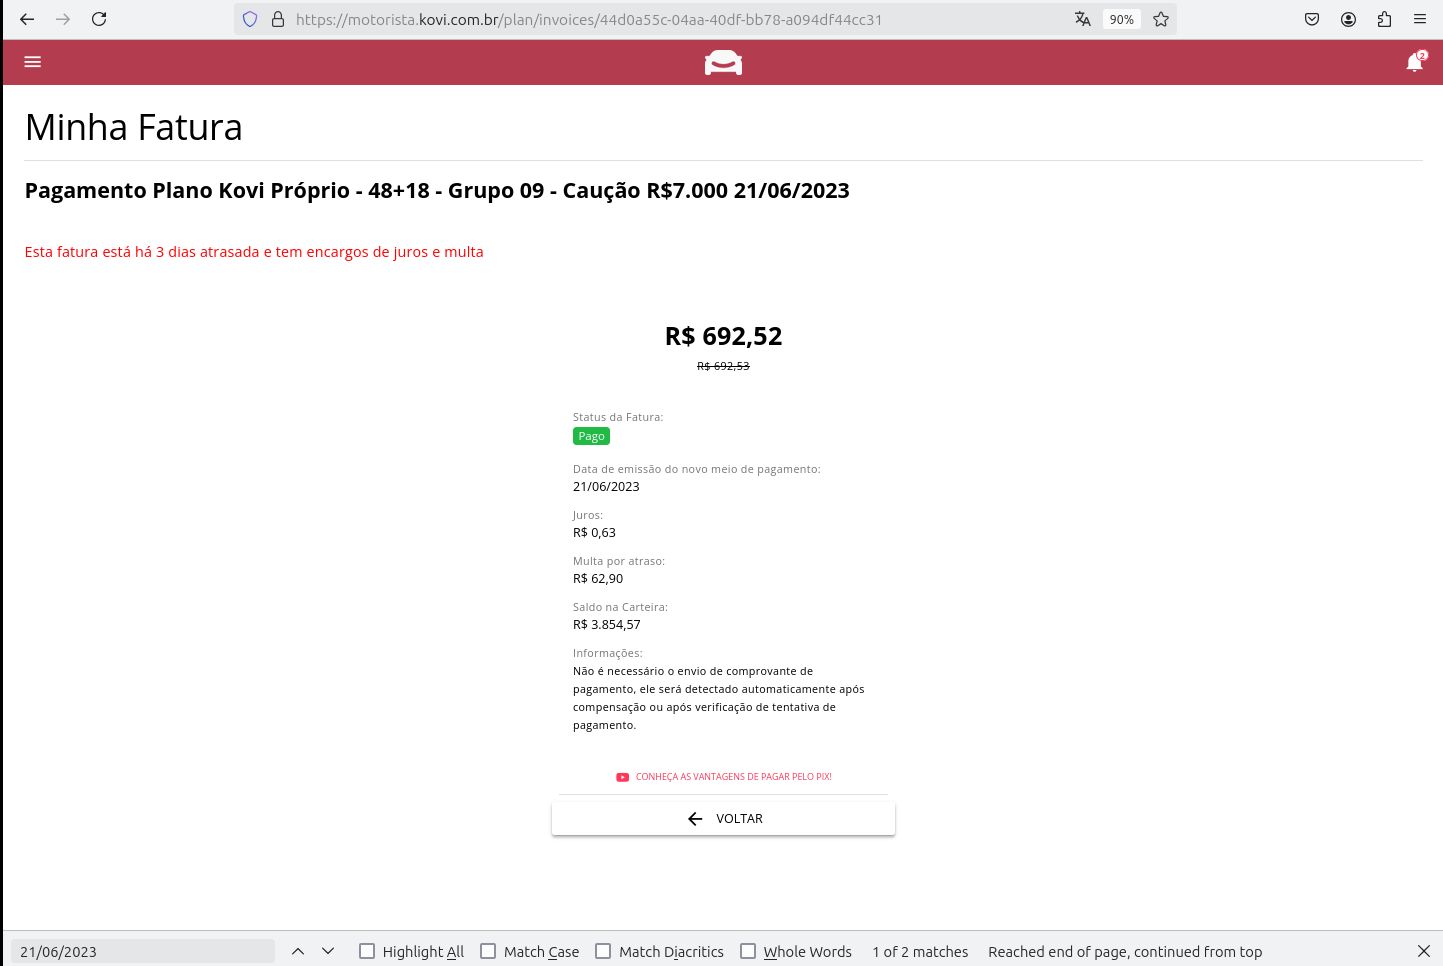 https://motorista.kovi.com.br/plan/invoices/44d0a55c-04aa-40df-bb78-a094df44cc31
90%
2
Minha Fatura
Pagamento Plano Kovi Próprio - 48+18 - Grupo 09 - Caução R$7.000 21/06/2023
Esta fatura está há 3 dias atrasada e tem encargos de juros e multa
R$ 692,52
R$ 692,53
Status da Fatura:
Pago
Data de emissão do novo meio de pagamento:
21/06/2023
Juros:
R$ 0,63
Multa por atraso:
R$ 62,90
Saldo na Carteira:
R$ 3.854,57
Informações:
Não é necessário o envio de comprovante de
pagamento, ele será detectado automaticamente após
compensação ou após verificação de tentativa de
pagamento.
CONHEÇA AS VANTAGENS DE PAGAR PELO PIX!
VOLTAR
21/06/2023 Highlight All Match Case Match Diacritics Whole Words 1 of 2 matches Reached end of page, continued from top